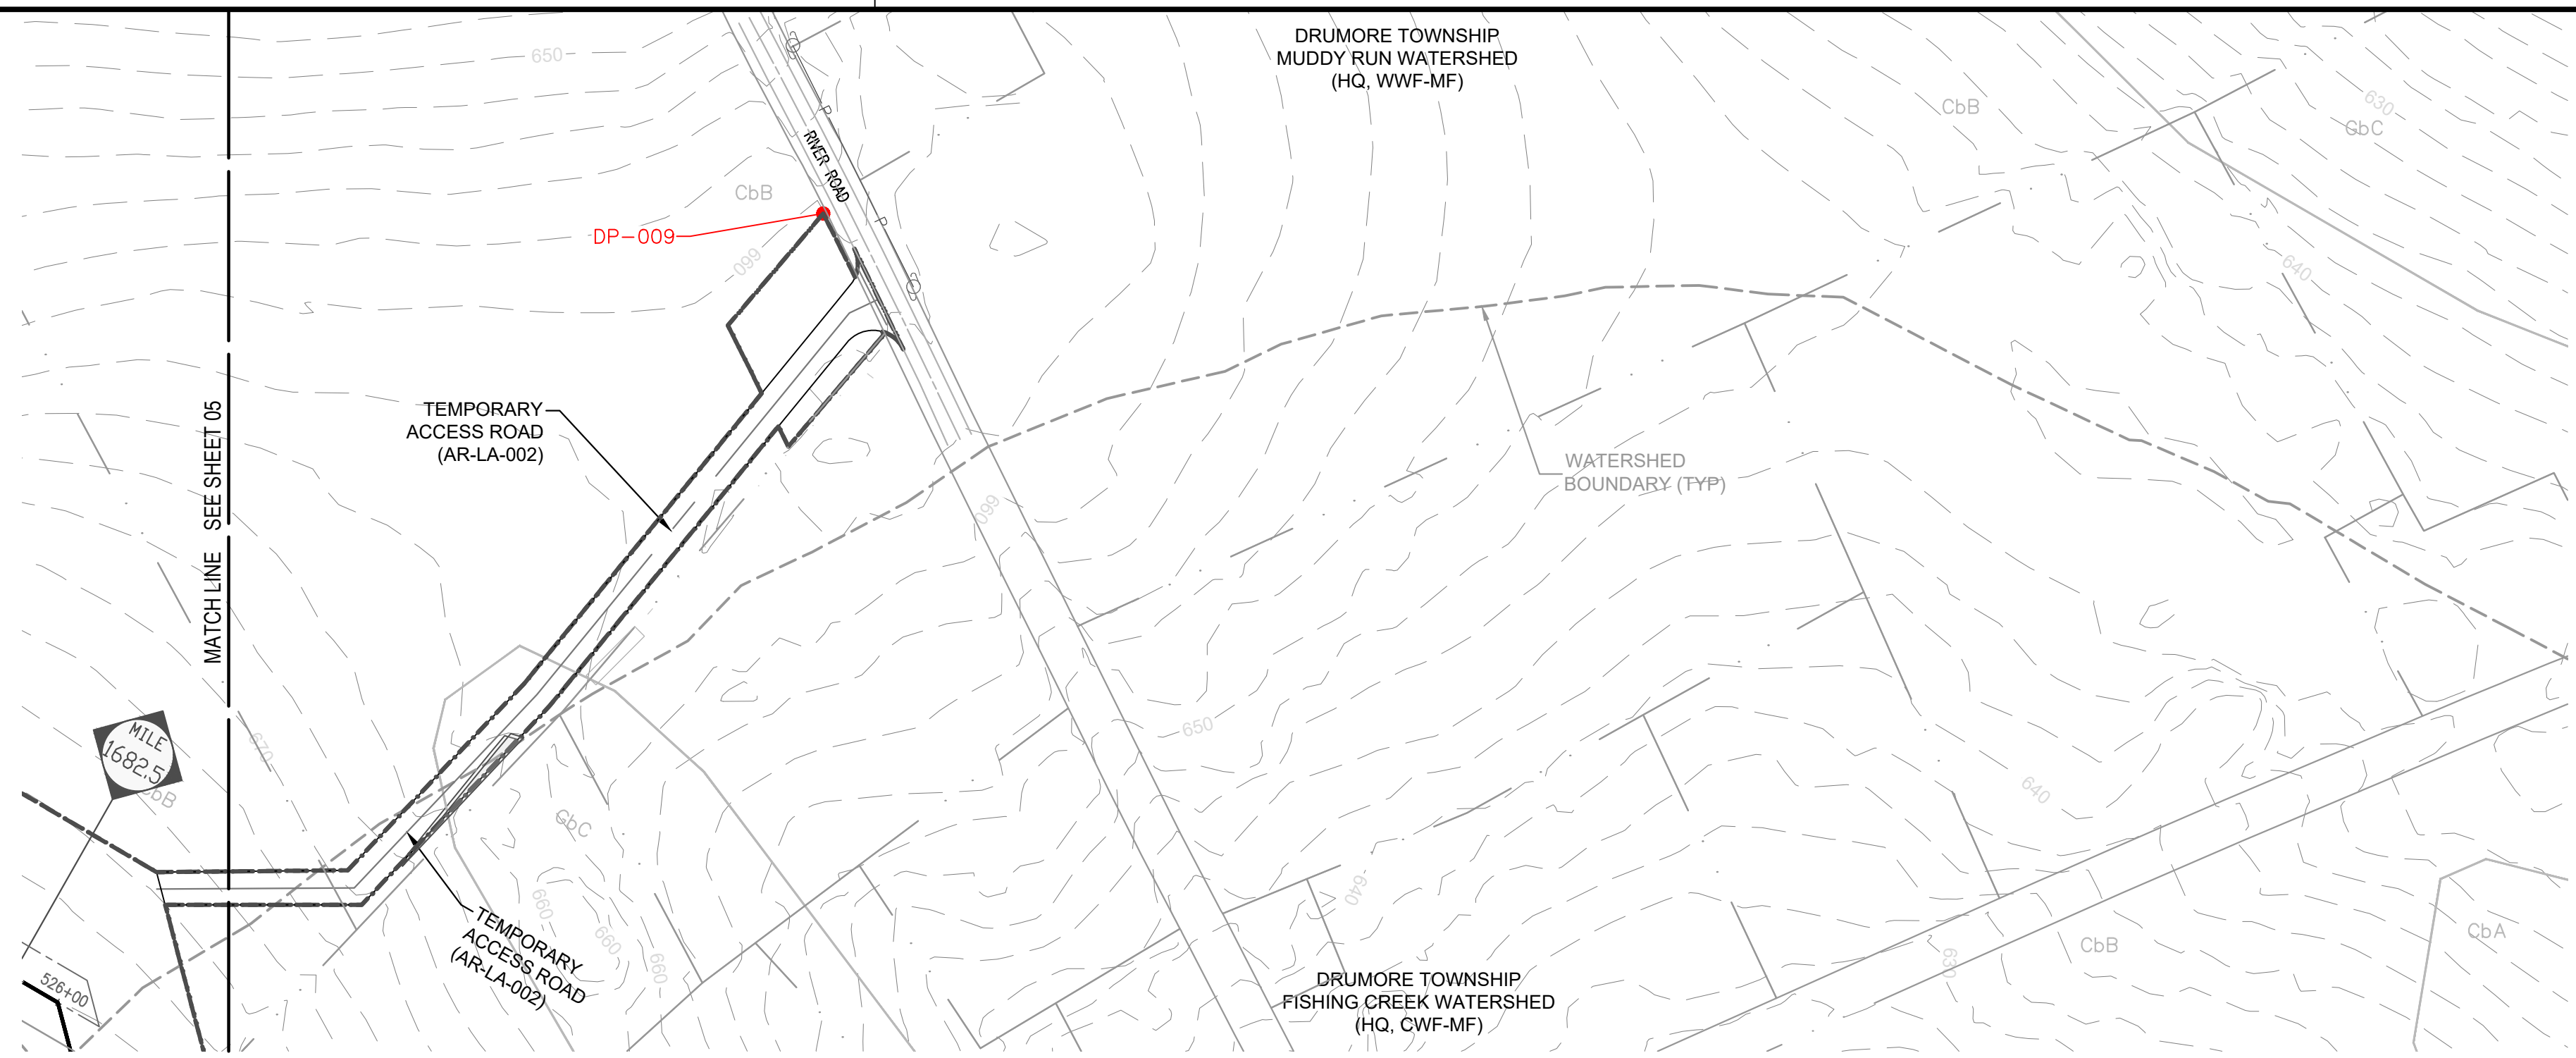 650
DRUMORE TOWNSHIP
MUDDY RUN WATERSHED
(HQ, WWF-MF)
P
RIVER ROAD
P
CbB
DP-009
660
CbB
630
GbC
640
TEMPORARY
ACCESS ROAD
(AR-LA-002)
MATCH LINE SEE SHEET 05
660
WATERSHED
BOUNDARY (TYP)
650
670
MILE
1682.5
CbB
GbC
640
660
660
660
TEMPORARY
ACCESS ROAD
(AR-LA-002)
640
526+00
DRUMORE TOWNSHIP
FISHING CREEK WATERSHED
(HQ, CWF-MF)
630
CbB
CbA